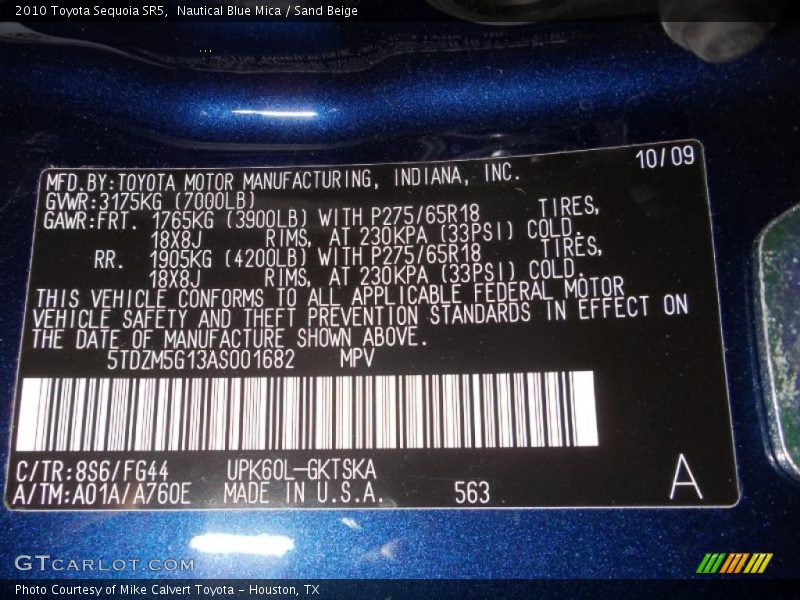 2010 Toyota Sequoia SR5,  Nautical Blue Mica / Sand Beige
10/09
MFD.BY:TOYOTA MOTOR MANUFACTURING, INDIANA, INC.
GVWR:3175KG (7000LB)
GAWR:FRT. 1765KG (3900LB) WITH P275/65R18 TIRES,
18X8J RIMS, AT 230KPA (33PSI) COLD.
RR. 1905KG (4200LB) WITH P275/65R18 TIRES,
18X8J RIMS, AT 230KPA (33PSI) COLD.
THIS VEHICLE CONFORMS TO ALL APPLICABLE FEDERAL MOTOR
VEHICLE SAFETY AND THEFT PREVENTION STANDARDS IN EFFECT ON
THE DATE OF MANUFACTURE SHOWN ABOVE.
5TDZM5G13AS001682 MPV
C/TR:8S6/FG44 UPK60L-GKTSKA
A/TM:A01A/A760E MADE IN U.S.A. 563 A
GTCARLOT.COM
Photo Courtesy of Mike Calvert Toyota - Houston, TX